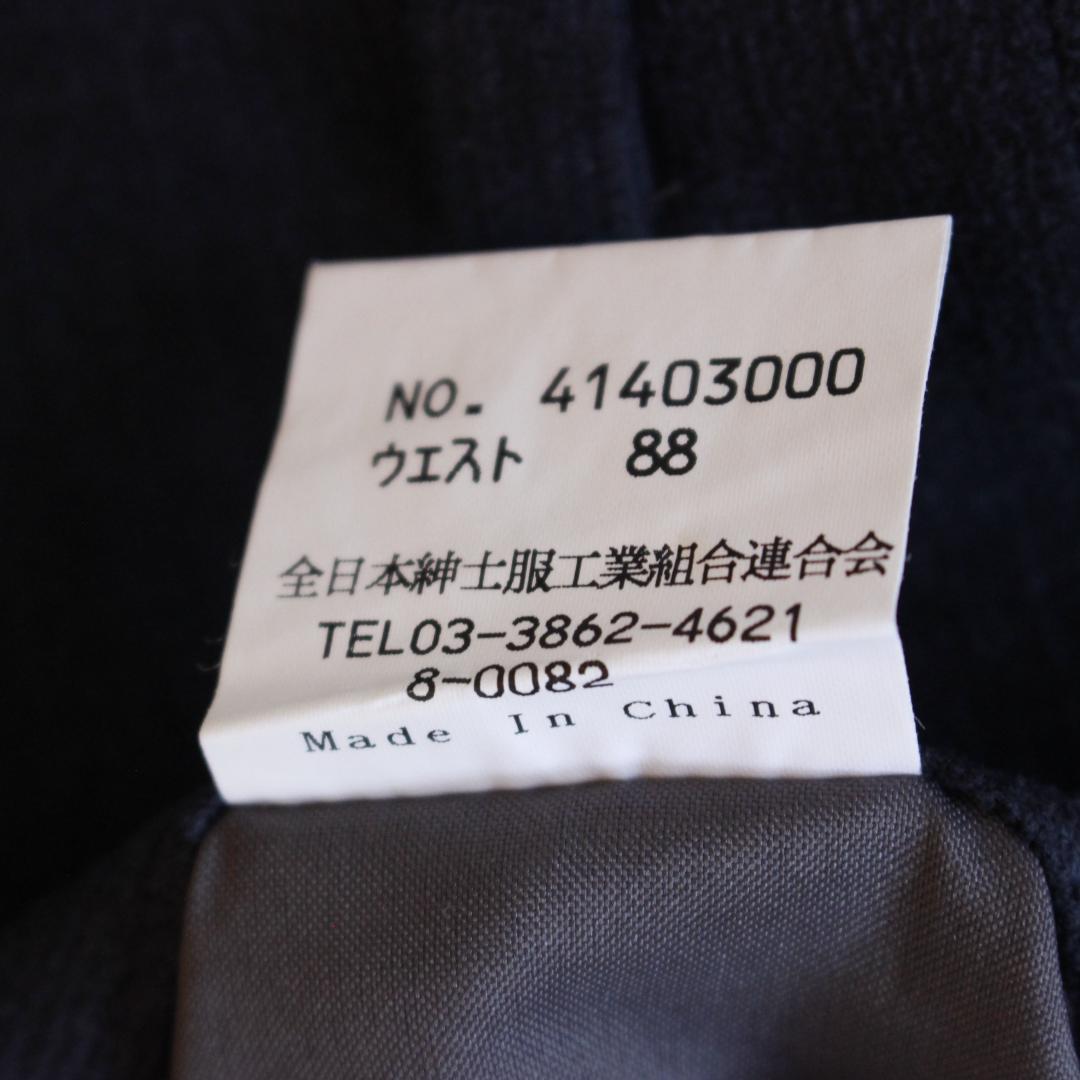 NO. 41403000
ウエスト 88
全日本紳士服工業組合連合会
TEL03-3862-4621
8-0082
Made In China